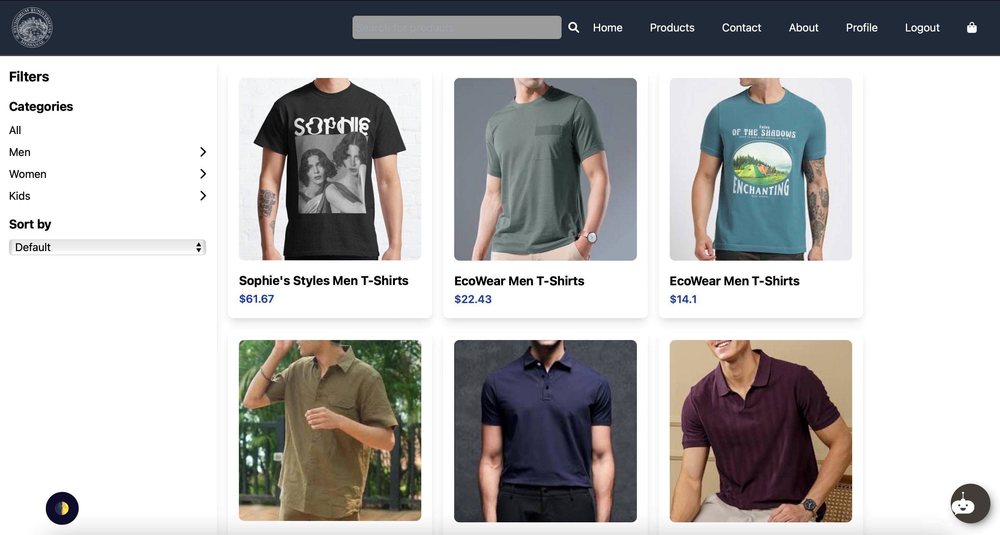 STUDIORUM UNIVERSITAS
MESSANAE
Search for products
Home
Products
Contact
About
Profile
Logout
Filters
Categories
All
Men
Women
Kids
Sort by
Default
SOPHIE
Valley
OF THE SHADOWS
ENCHANTING
Sophie's Styles Men T-Shirts
$61.67
EcoWear Men T-Shirts
$22.43
EcoWear Men T-Shirts
$14.1